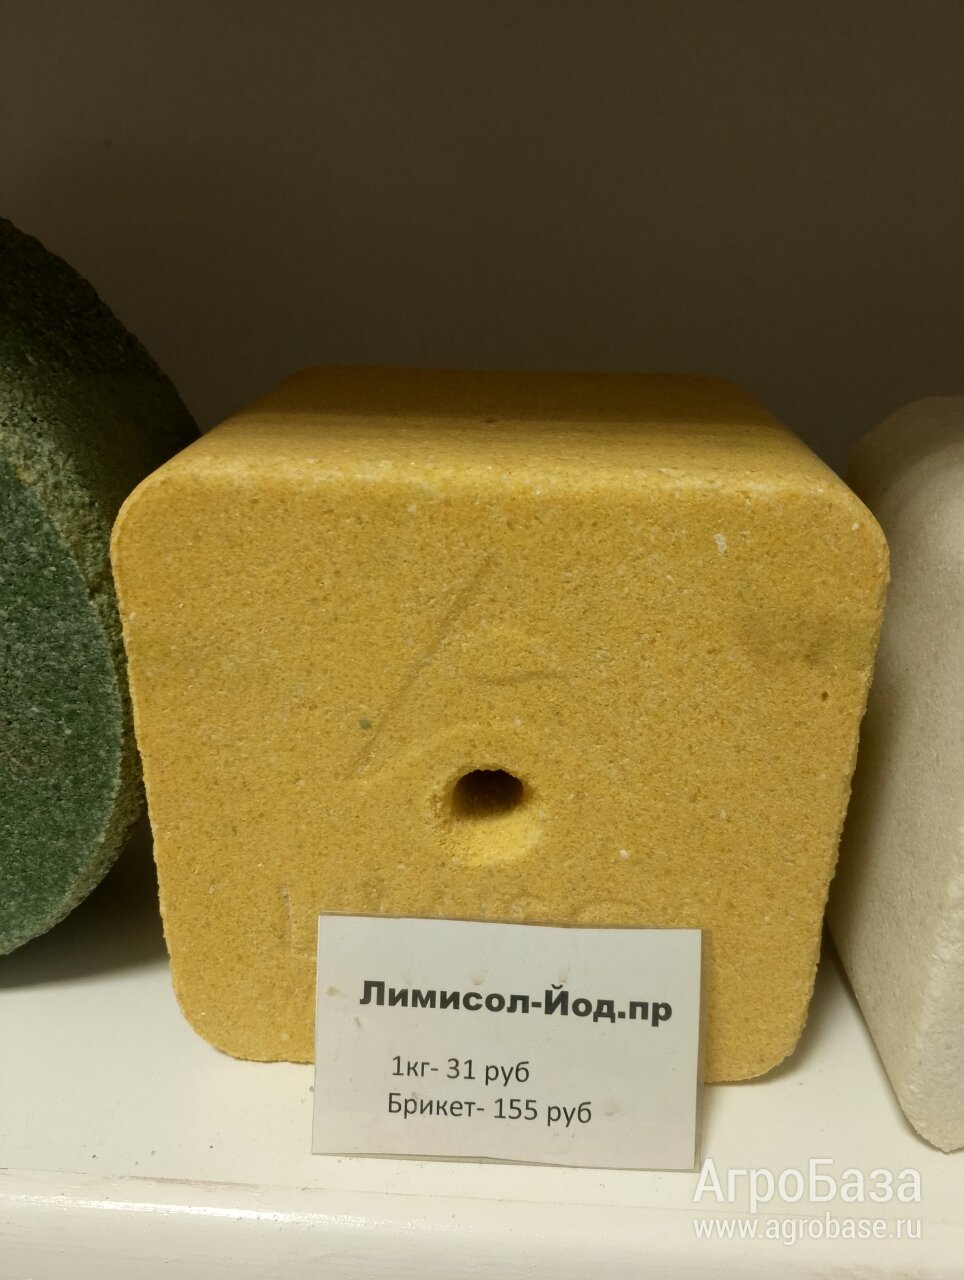 Лимисол-Йод.пр
1кг- 31 руб
Брикет- 155 руб
АгроБаза
www.agrobase.ru